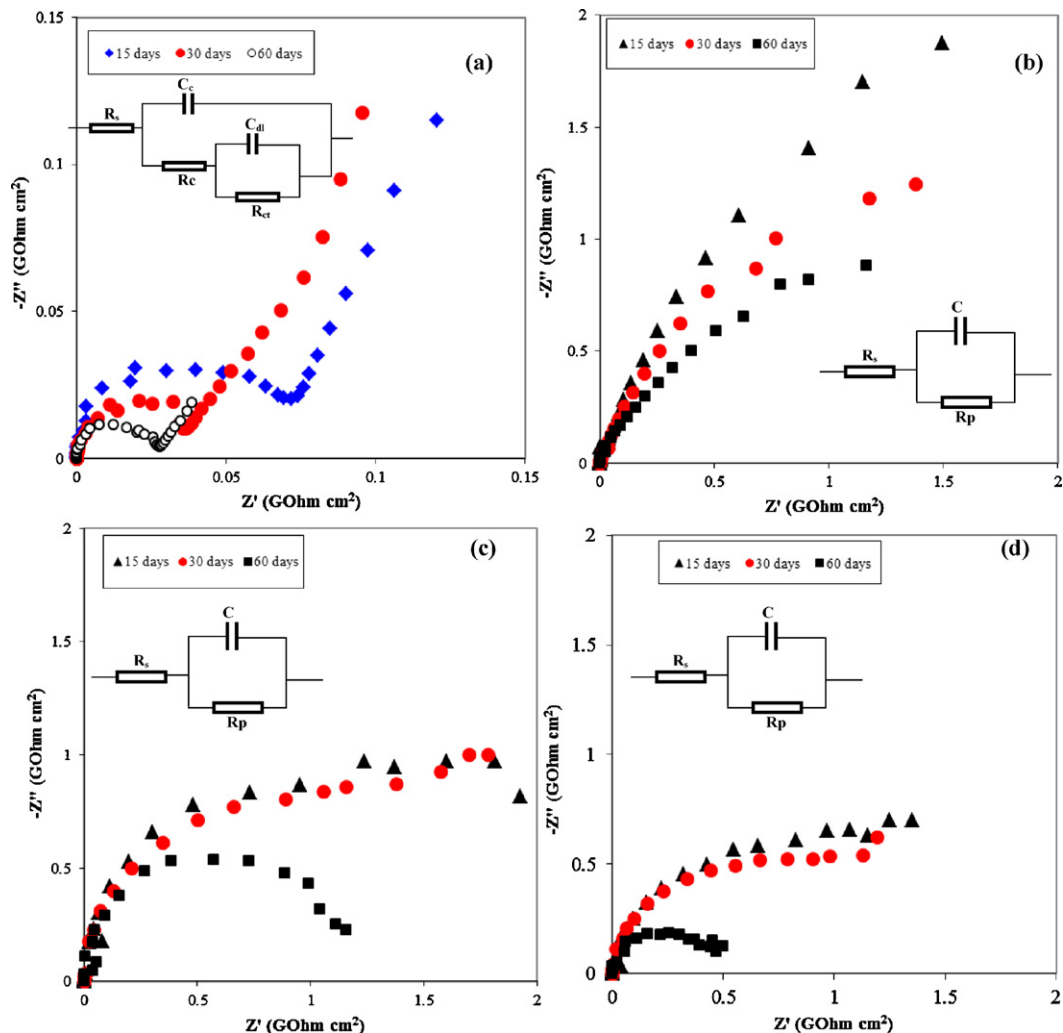 0.15
15 days 30 days 60 days
(a)
Cc
Rs
Cdl
Rc
Rct
0.1
0.05
0
-Z'' (GOhm cm²)
0 0.05 0.1 0.15
Z' (GOhm cm²)
2
15 days 30 days 60 days
(b)
1.5
1
0.5
0
-Z'' (GOhm cm²)
C
Rs
Rp
0 0.5 1 1.5 2
Z' (GOhm cm²)
2
15 days 30 days 60 days
(c)
C
Rs
Rp
1.5
1
0.5
0
-Z'' (GOhm cm²)
0 0.5 1 1.5 2
Z' (GOhm cm²)
2
15 days 30 days 60 days
(d)
C
Rs
Rp
1.5
1
0.5
0
-Z'' (GOhm cm²)
0 0.5 1 1.5 2
Z' (GOhm cm²)